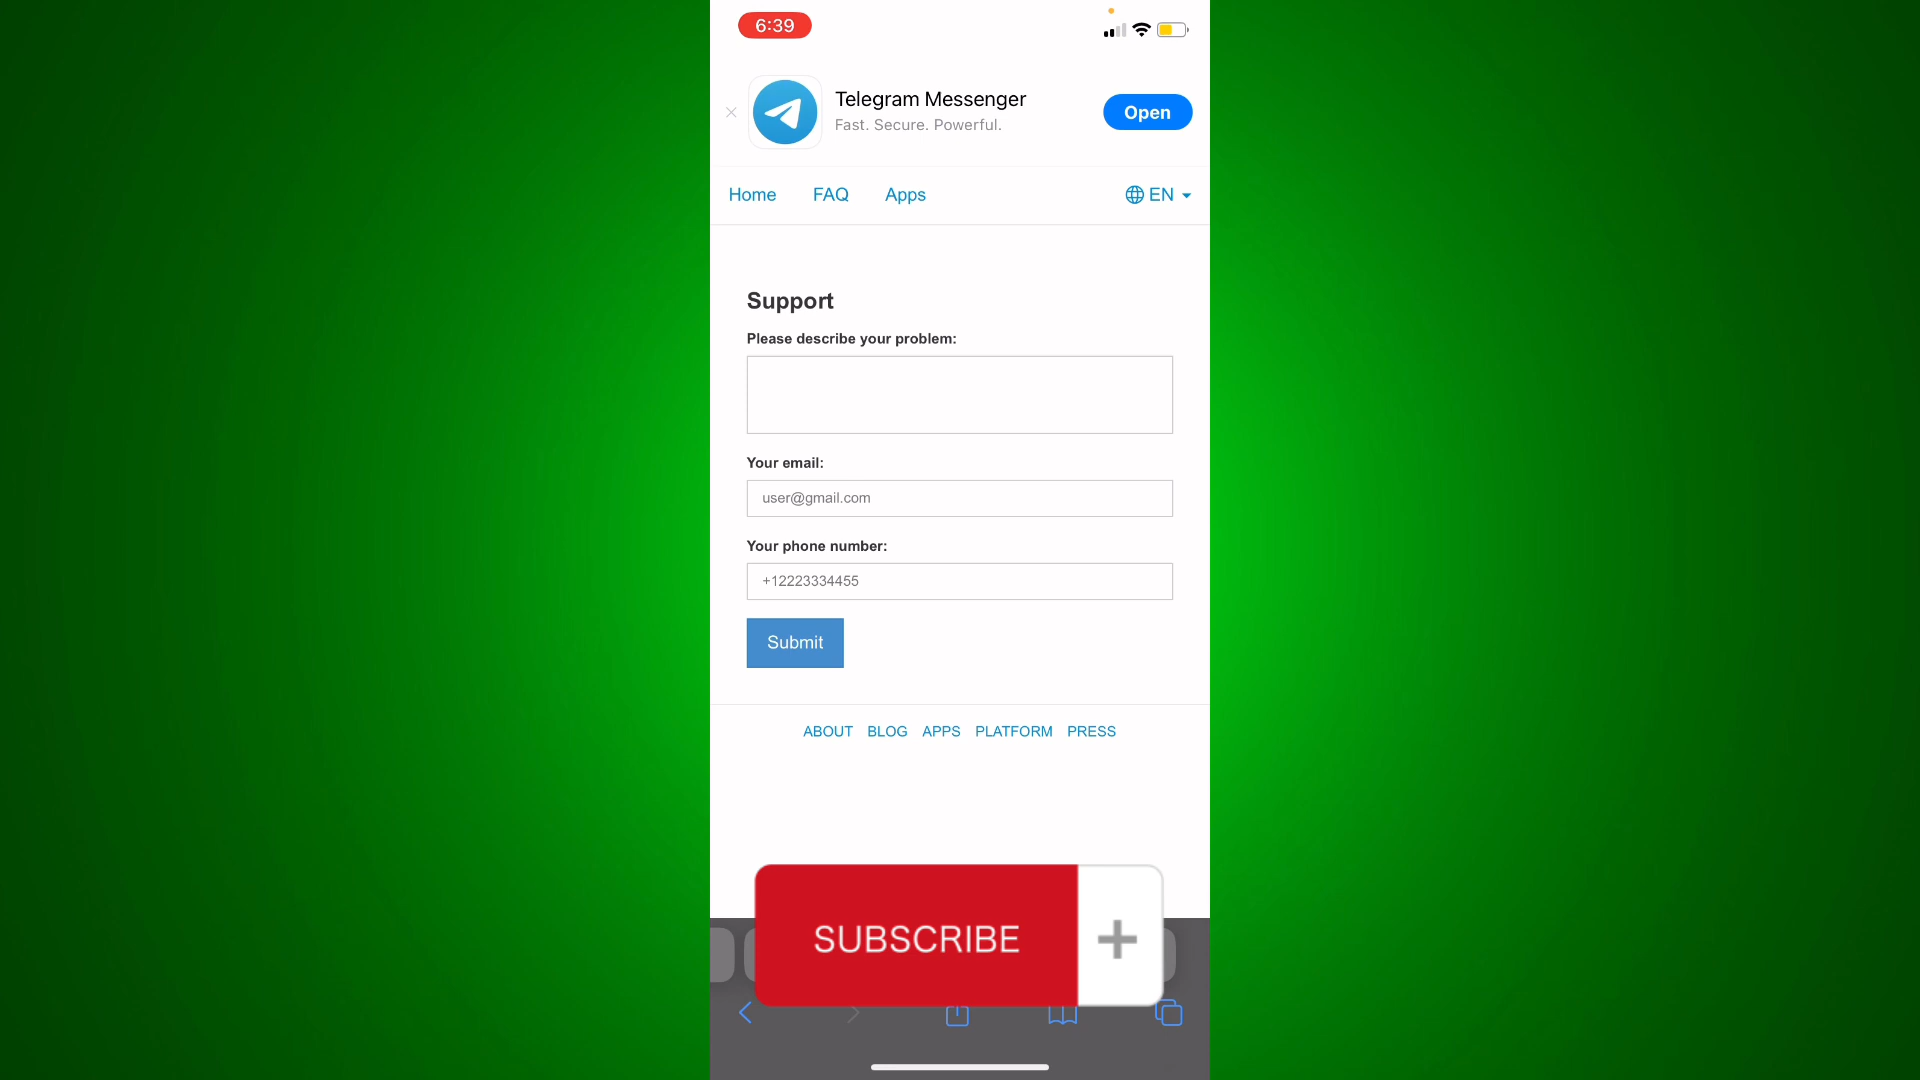 6:39
Telegram Messenger
Fast. Secure. Powerful.
Open
Home FAQ Apps EN
Support
Please describe your problem:
Your email:
user@gmail.com
Your phone number:
+12223334455
Submit
ABOUT BLOG APPS PLATFORM PRESS
SUBSCRIBE +